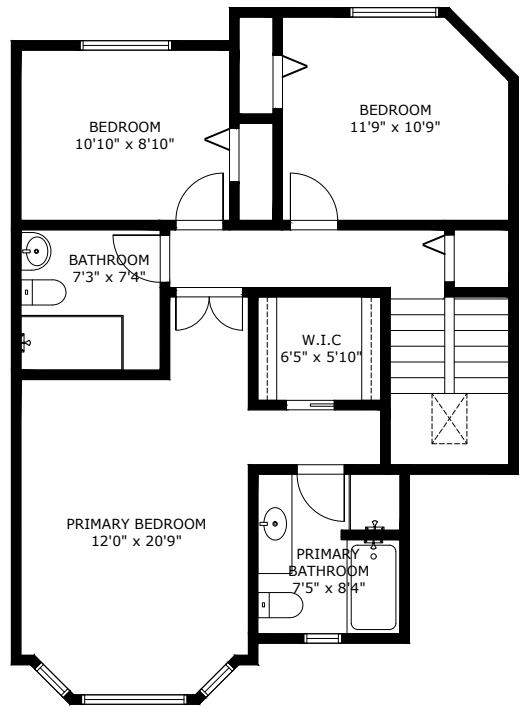 BEDROOM
11'9" x 10'9"
BEDROOM
10'10" x 8'10"
BATHROOM
7'3" x 7'4"
W.I.C
6'5" x 5'10"
PRIMARY BEDROOM
12'0" x 20'9"
PRIMARY
BATHROOM
7'5" x 8'4"